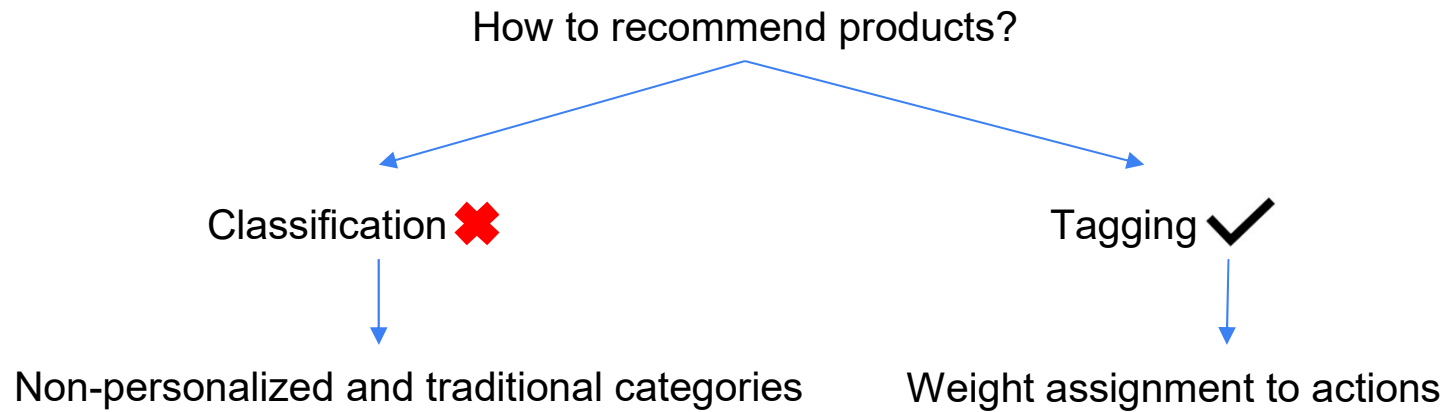 How to recommend products?
Classification
Tagging
Non-personalized and traditional categories
Weight assignment to actions